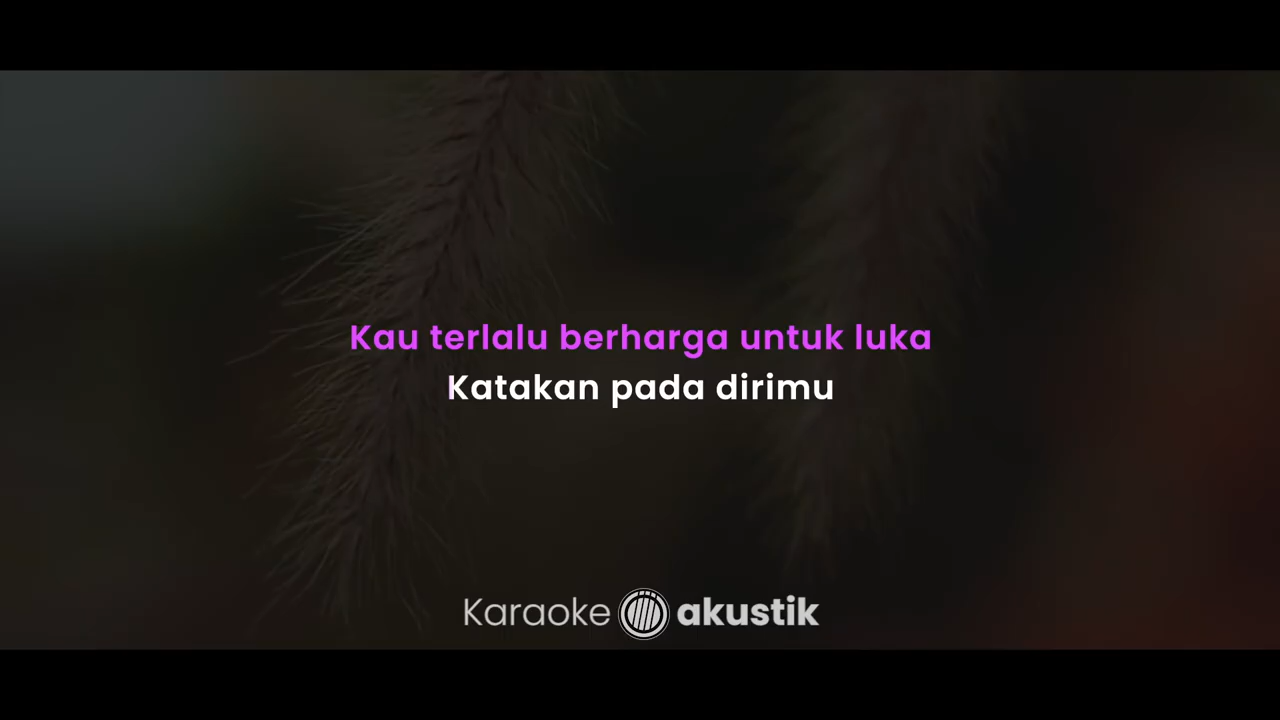 Kau terlalu berharga untuk luka
Katakan pada dirimu
Karaoke akustik